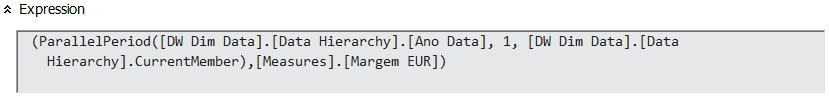 Expression
(ParallelPeriod([DW Dim Data].[Data Hierarchy].[Ano Data], 1, [DW Dim Data].[Data
Hierarchy].CurrentMember),[Measures].[Margem EUR])